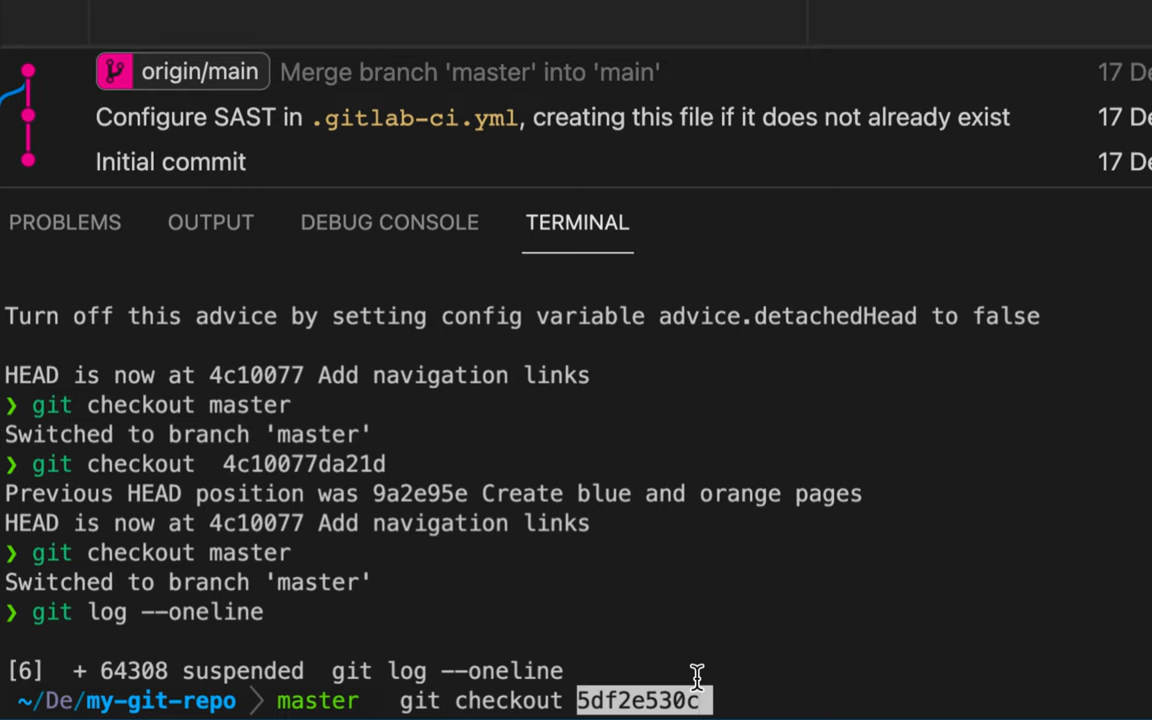 origin/main Merge branch 'master' into 'main' 17 De
Configure SAST in .gitlab-ci.yml, creating this file if it does not already exist 17 De
Initial commit 17 De
PROBLEMS OUTPUT DEBUG CONSOLE TERMINAL
Turn off this advice by setting config variable advice.detachedHead to false
HEAD is now at 4c10077 Add navigation links
❯ git checkout master
Switched to branch 'master'
❯ git checkout  4c10077da21d
Previous HEAD position was 9a2e95e Create blue and orange pages
HEAD is now at 4c10077 Add navigation links
❯ git checkout master
Switched to branch 'master'
❯ git log --oneline
[6]  + 64308 suspended  git log --oneline
~/De/my-git-repo  master  git checkout 5df2e530c